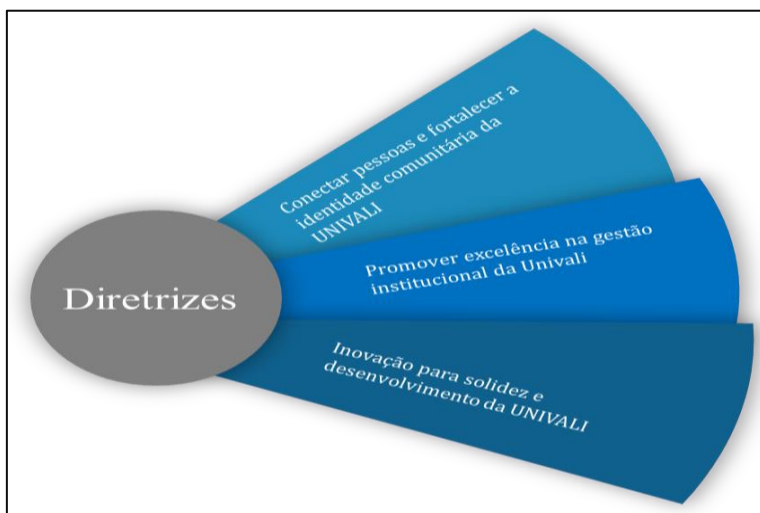 Conectar pessoas e fortalecer a
identidade comunitária da
UNIVALI
Promover excelência na gestão
institucional da Univali
Diretrizes
Inovação para solidez e
desenvolvimento da UNIVALI